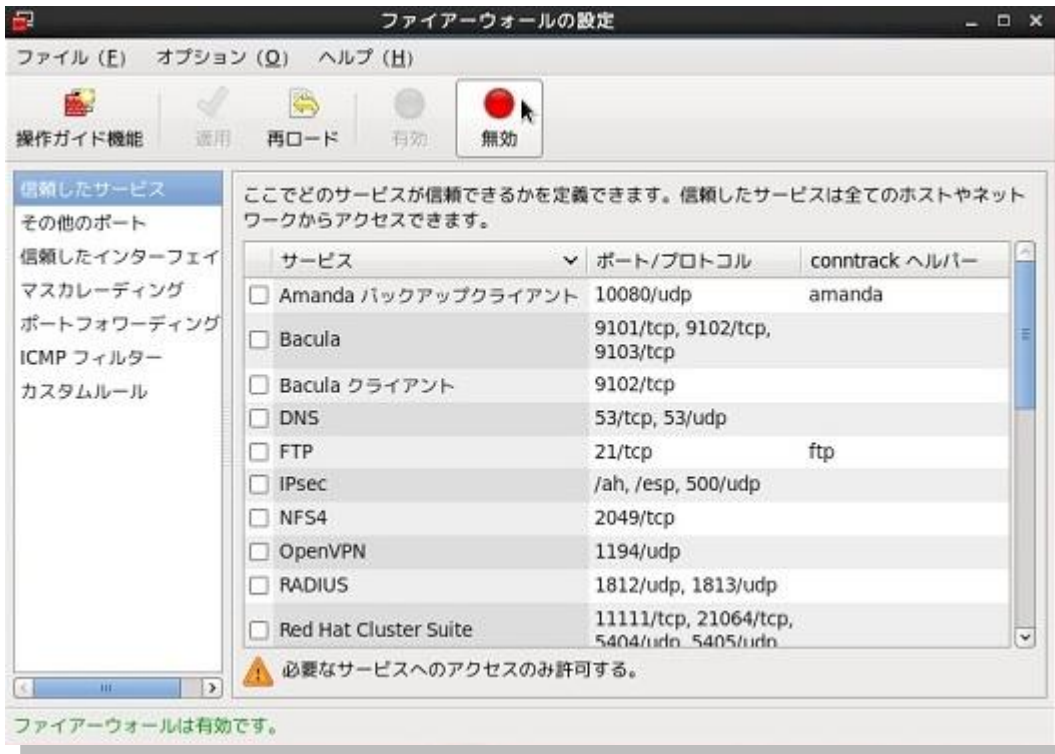 ファイアーウォールの設定
ファイル (F) オプション (O) ヘルプ (H)
操作ガイド機能 適用 再ロード 有効 無効
信頼したサービス
その他のポート
信頼したインターフェイ
マスカレーディング
ポートフォワーディング
ICMP フィルター
カスタムルール
ここでどのサービスが信頼できるかを定義できます。信頼したサービスは全てのホストやネット
ワークからアクセスできます。
サービス ポート/プロトコル conntrack ヘルパー
Amanda バックアップクライアント 10080/udp amanda
Bacula 9101/tcp, 9102/tcp,
9103/tcp
Bacula クライアント 9102/tcp
DNS 53/tcp, 53/udp
FTP 21/tcp ftp
IPsec /ah, /esp, 500/udp
NFS4 2049/tcp
OpenVPN 1194/udp
RADIUS 1812/udp, 1813/udp
Red Hat Cluster Suite 11111/tcp, 21064/tcp,
5404/udp, 5405/udp
必要なサービスへのアクセスのみ許可する。
ファイアーウォールは有効です。